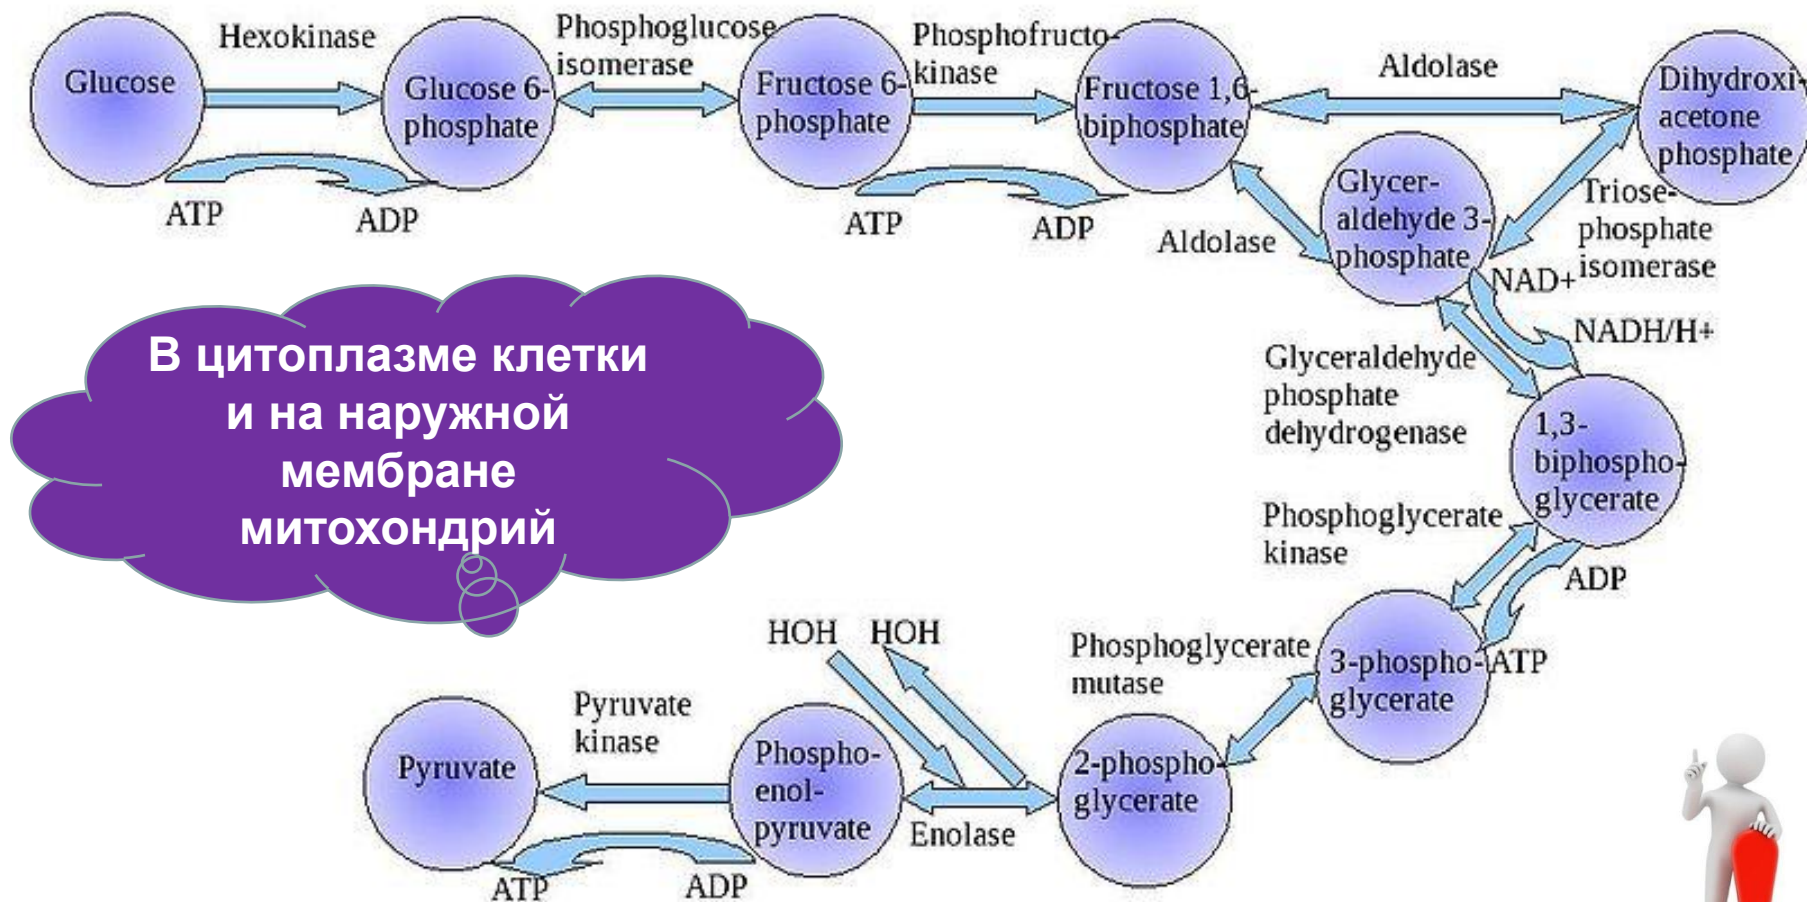 Glucose
Hexokinase
ATP
ADP
Glucose 6-
phosphate
Phosphoglucose
isomerase
Fructose 6-
phosphate
Phosphofructo-
kinase
ATP
ADP
Fructose 1,6-
biphosphate
Aldolase
Dihydroxi-
acetone
phosphate
Aldolase
Glycer-
aldehyde 3-
phosphate
Triose-
phosphate
isomerase
NAD+
NADH/H+
Glyceraldehyde
phosphate
dehydrogenase
1,3-
biphospho-
glycerate
Phosphoglycerate
kinase
ADP
ATP
3-phospho-
glycerate
Phosphoglycerate
mutase
2-phospho-
glycerate
HOH
HOH
Enolase
Phospho-
enol-
pyruvate
Pyruvate
kinase
ADP
ATP
Pyruvate
В цитоплазме клетки
и на наружной
мембране
митохондрий